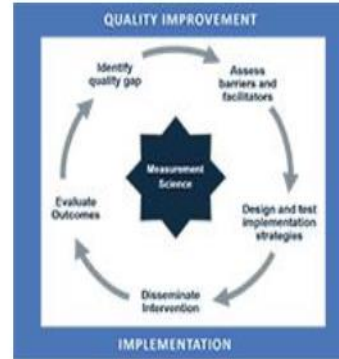 QUALITY IMPROVEMENT
Identify
quality gap
Assess
barriers and
facilitators
Measurement
Science
Evaluate
Outcomes
Design and test
implementation
strategies
Disseminate
Intervention
IMPLEMENTATION